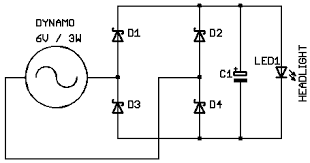 DYNAMO
6V / 3W
D1
D2
D3
D4
C1
+
LED1
HEADLIGHT